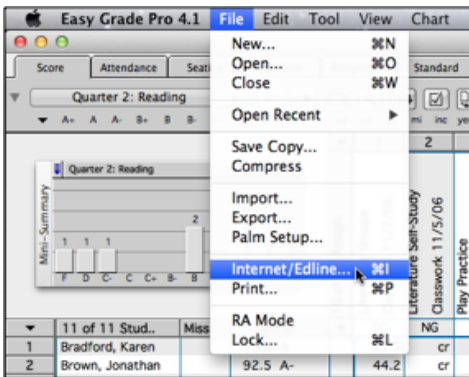 Easy Grade Pro 4.1 File Edit Tool View Chart
Score Attendance Standard
Quarter 2: Reading
A+ A A- B+ B B- mi inc
2
Quarter 2: Reading
Mini-Summary
2
1 1 1
F D C- C C+ B- B
Literature Self-Study
Classwork 11/5/06
Play Practice
11 of 11 Stud.. Miss NG
1 Bradford, Karen cr
2 Brown, Jonathan 92.5 A- 44.2 cr
New... ⌘N
Open... ⌘O
Close ⌘W
Open Recent
Save Copy...
Compress
Import...
Export...
Palm Setup...
Internet/Edline... ⌘I
Print... ⌘P
RA Mode
Lock... ⌘L